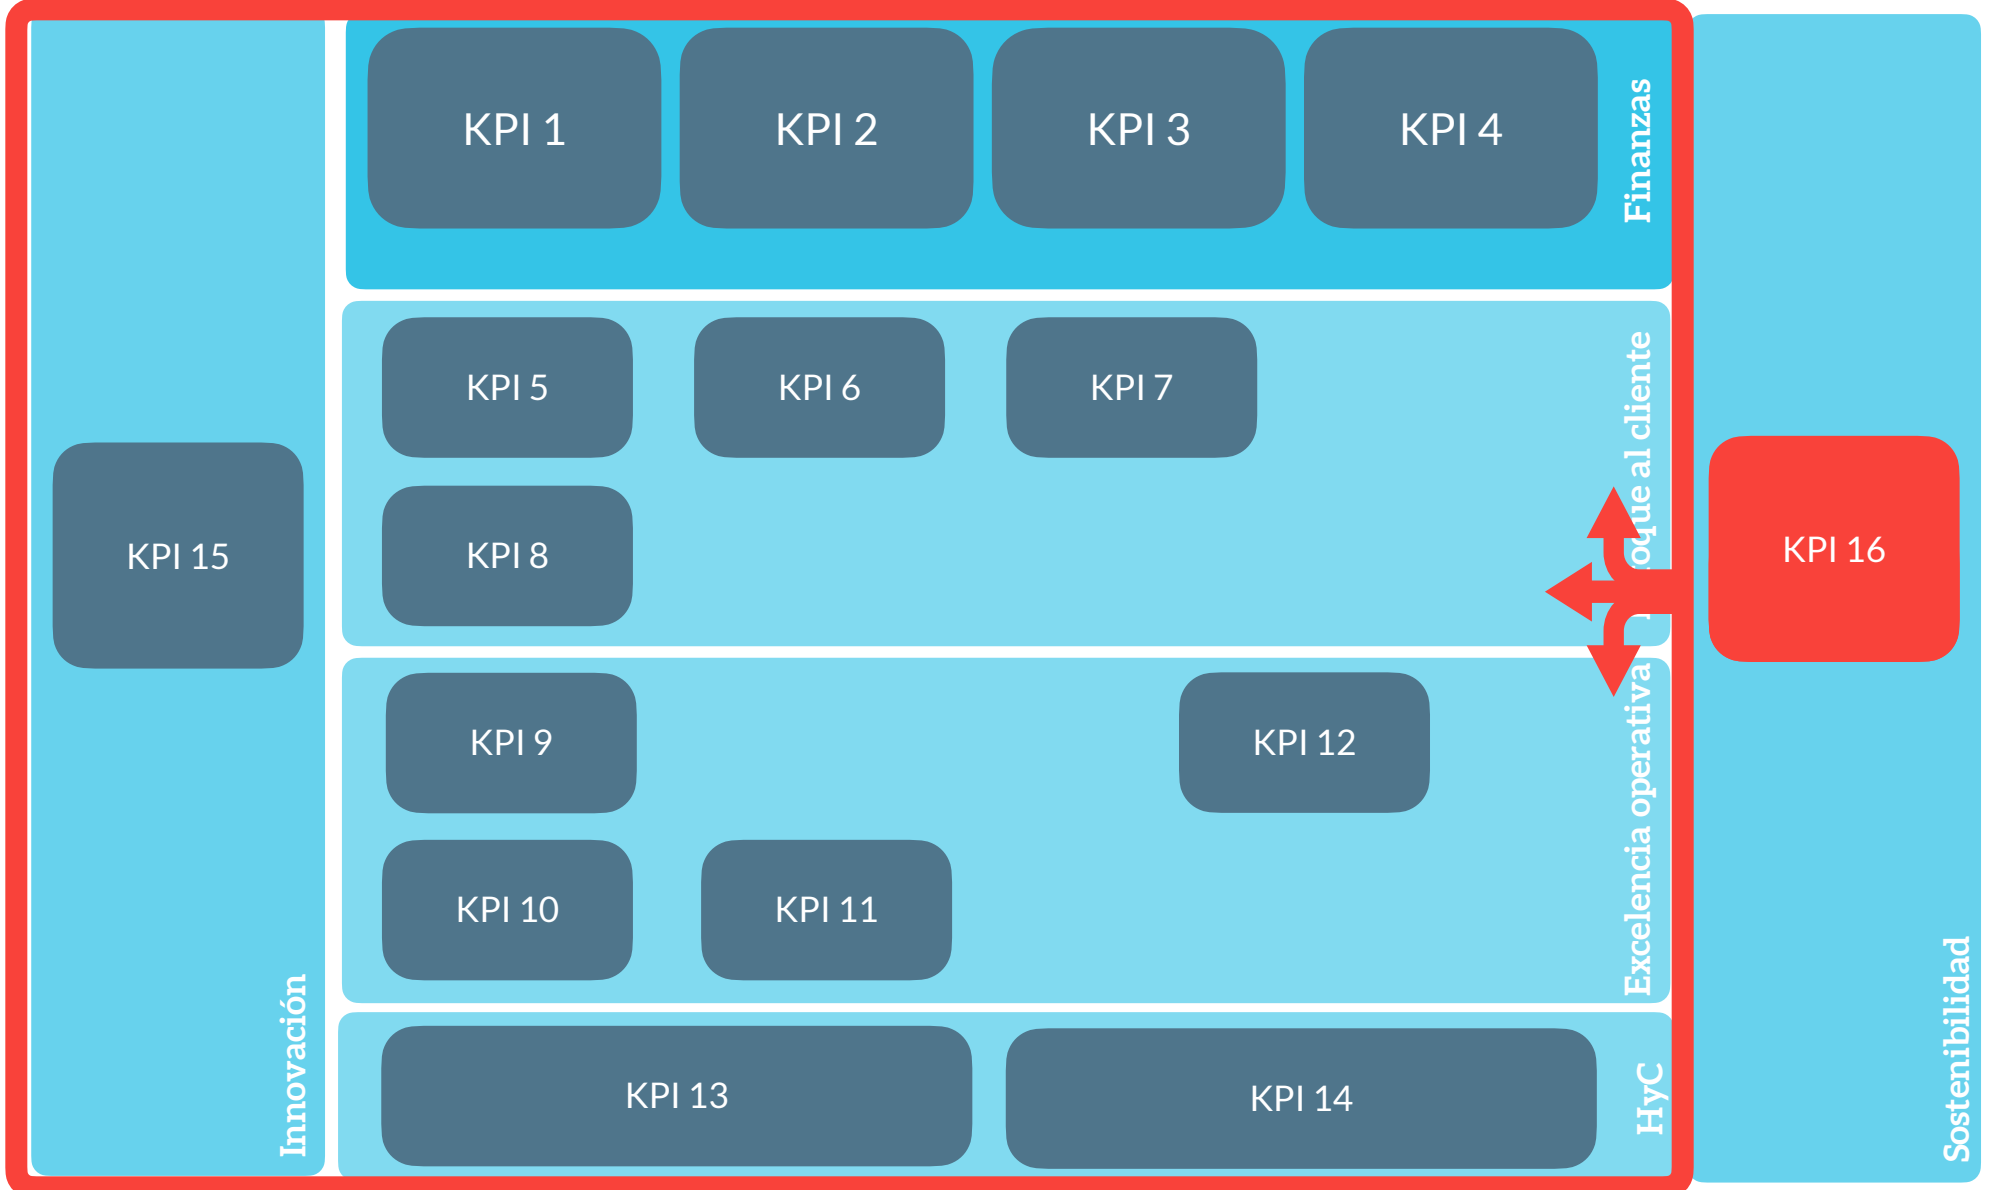 KPI 1
KPI 2
KPI 3
KPI 4
Finanzas
KPI 5
KPI 6
KPI 7
KPI 8
al cliente
KPI 15
KPI 16
KPI 9
KPI 12
KPI 10
KPI 11
Excelencia operativa
Innovación
KPI 13
KPI 14
HyC
Sostenibilidad